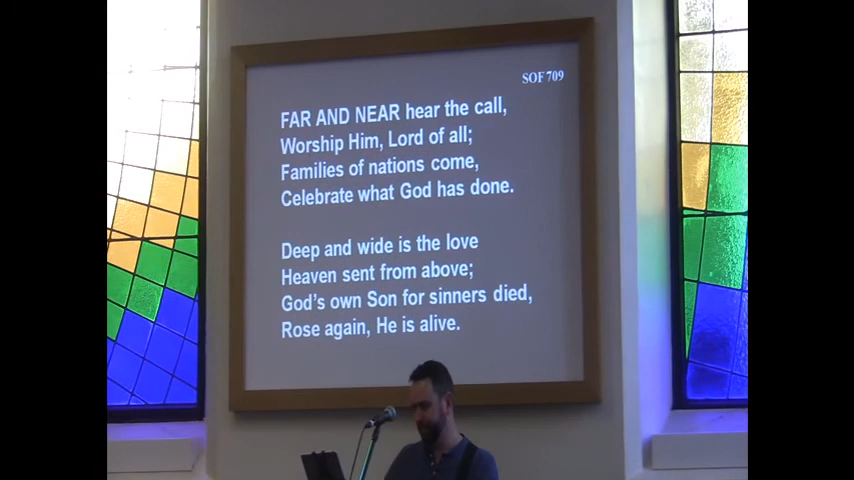 SOF 709
FAR AND NEAR hear the call,
Worship Him, Lord of all;
Families of nations come,
Celebrate what God has done.
Deep and wide is the love
Heaven sent from above;
God's own Son for sinners died,
Rose again, He is alive.